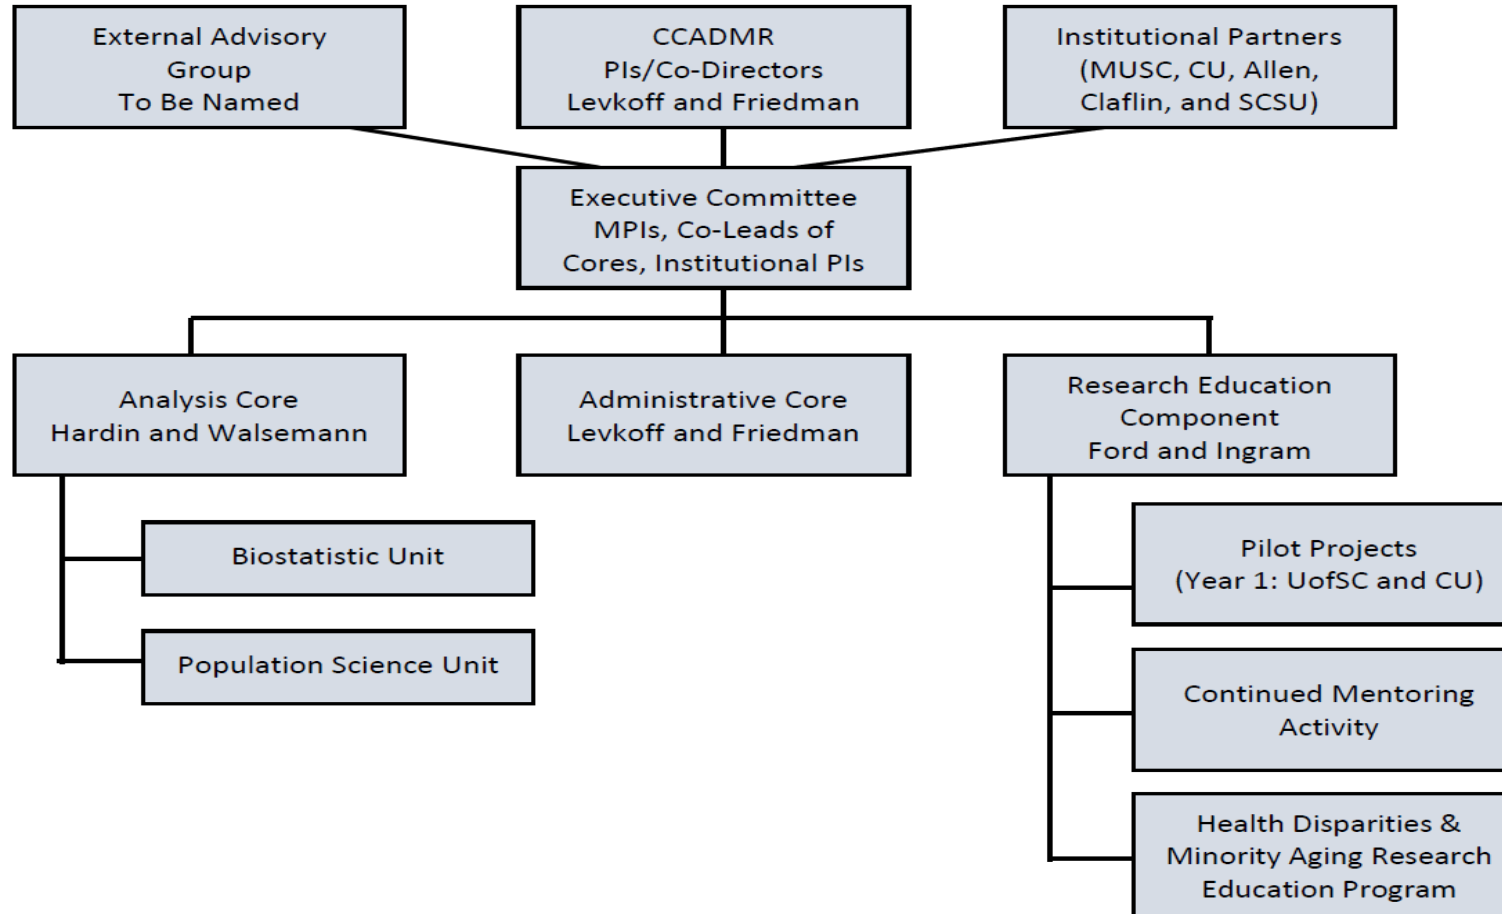 External Advisory
Group
To Be Named
CCADMR
PIs/Co-Directors
Levkoff and Friedman
Institutional Partners
(MUSC, CU, Allen,
Claflin, and SCSU)
Executive Committee
MPIs, Co-Leads of
Cores, Institutional PIs
Analysis Core
Hardin and Walsemann
Administrative Core
Levkoff and Friedman
Research Education
Component
Ford and Ingram
Biostatistic Unit
Population Science Unit
Pilot Projects
(Year 1: UofSC and CU)
Continued Mentoring
Activity
Health Disparities &
Minority Aging Research
Education Program